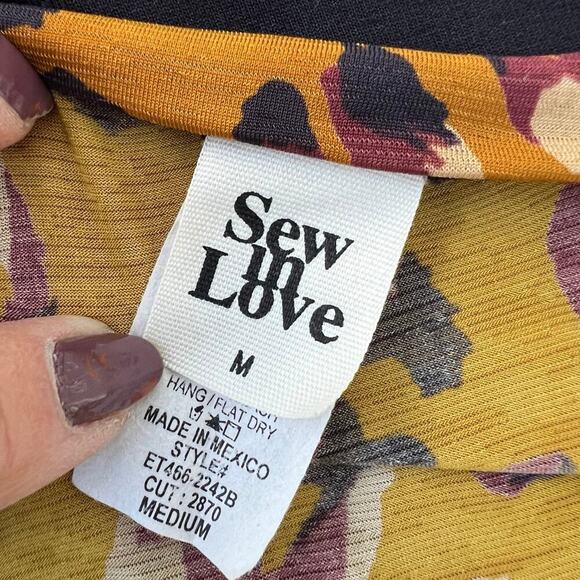 Sew
in
Love
M
HANG/FLAT DRY
MADE IN MEXICO
STYLE#
ET466-2242B
CUT: 2870
MEDIUM